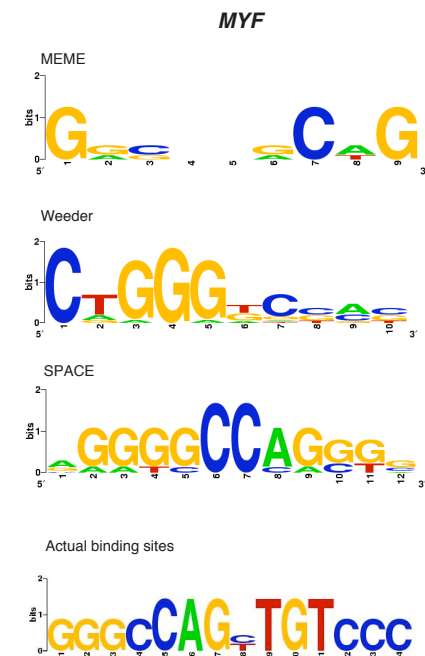 MYF
MEME
2
1
0
bits
G G C G C A G
A G A T
1 2 3 4 5 6 7 8 9
5′ 3
Weeder
2
1
0
bits
C T G G G T C C A C
1 2 3 4 5 6 7 8 9 10
5′ 3′
SPACE
2
1
0
bits
A G G G G C C A G G G G
1 2 3 4 5 6 7 8 9 10 11 12
5′ 3
Actual binding sites
2
1
0
bits
G G G C C A G C T G T C C C